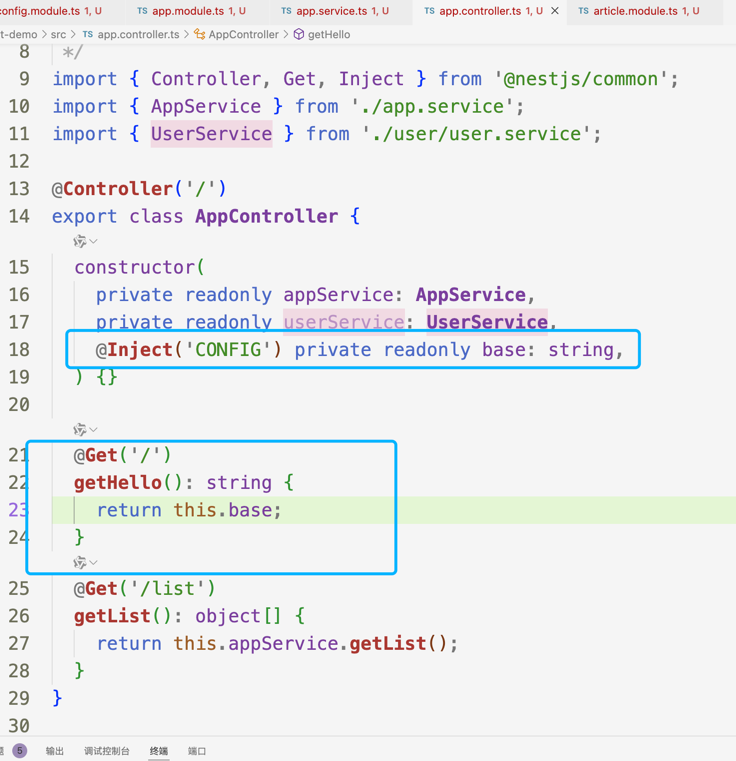 onfig.module.ts 1, U TS app.module.ts 1, U TS app.service.ts 1, U TS app.controller.ts 1, U × TS article.module.ts 1, U
t-demo > src > TS app.controller.ts > AppController > getHello
8 */
9 import { Controller, Get, Inject } from '@nestjs/common';
10 import { AppService } from './app.service';
11 import { UserService } from './user/user.service';
12
13 @Controller('/')
14 export class AppController {
15 constructor(
16 private readonly appService: AppService,
17 private readonly userService: UserService,
18 @Inject('CONFIG') private readonly base: string,
19 ) {}
20
21 @Get('/')
22 getHello(): string {
23 return this.base;
24 }
25 @Get('/list')
26 getList(): object[] {
27 return this.appService.getList();
28 }
29 }
30
5 输出 调试控制台 终端 端口